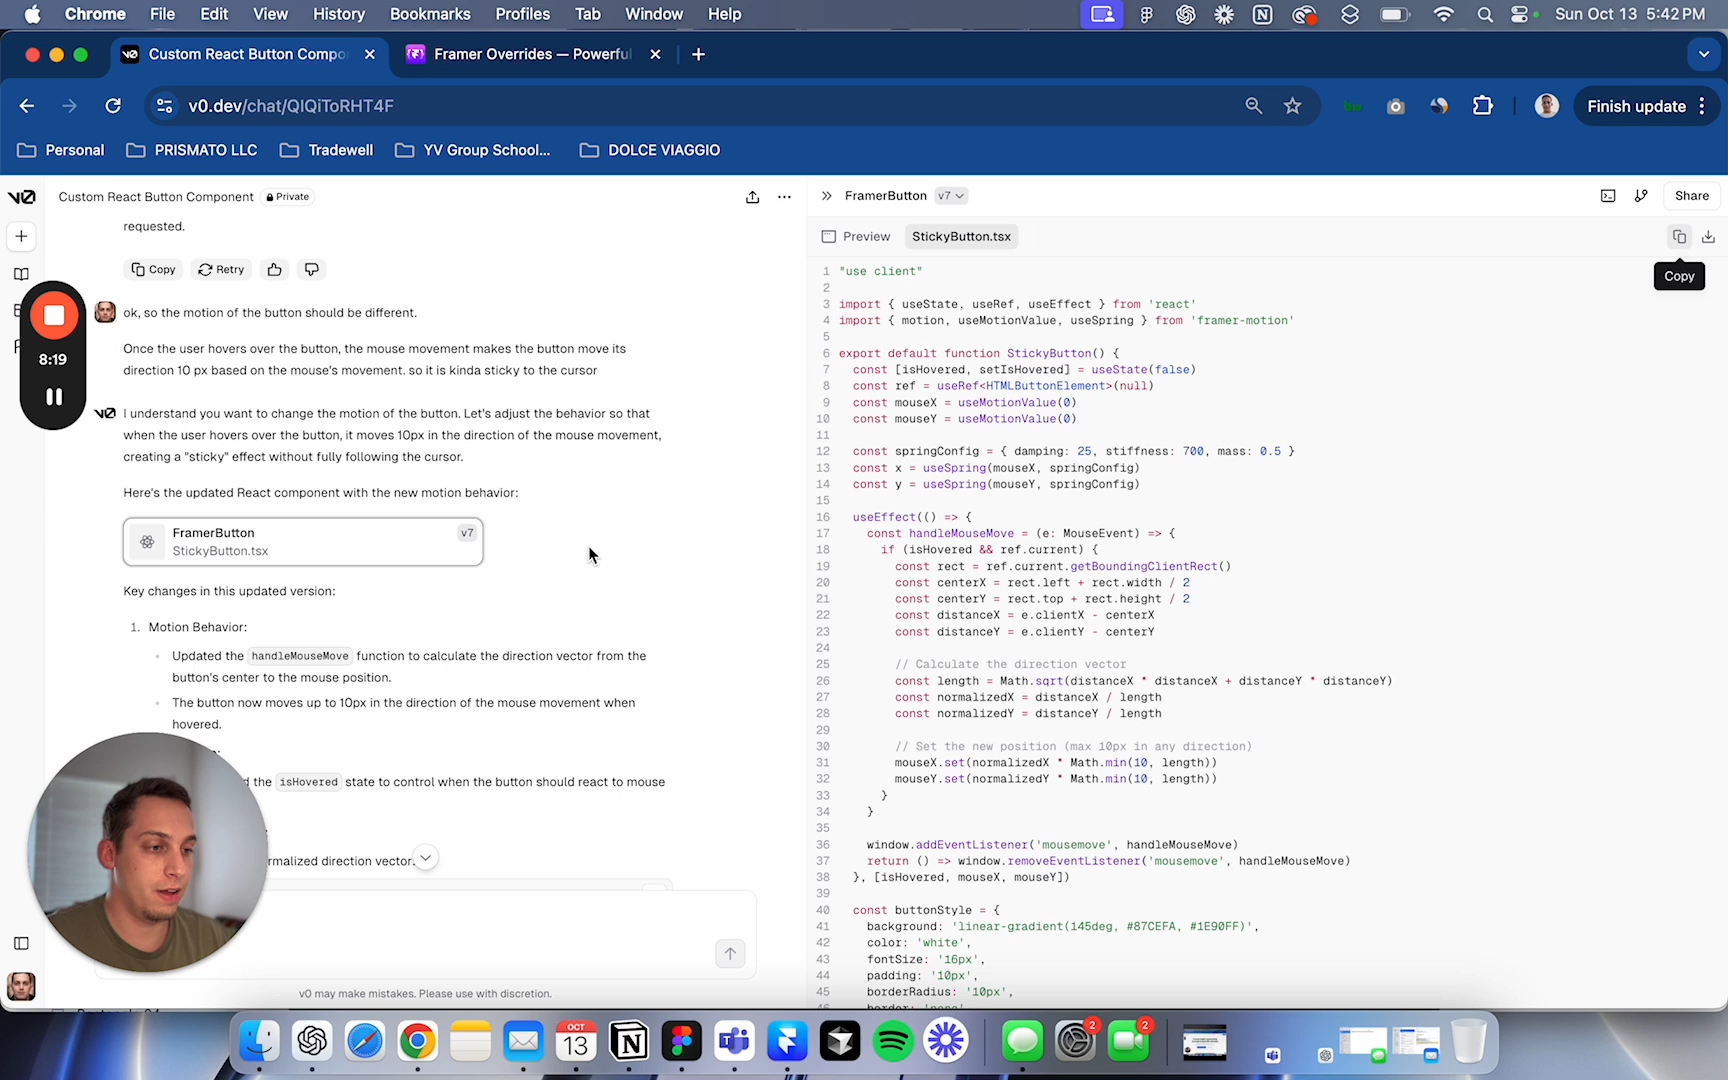 Chrome File Edit View History Bookmarks Profiles Tab Window Help
Sun Oct 13 5:42 PM
Custom React Button Compo
Framer Overrides — Powerful
v0.dev/chat/QIQiToRHT4F
Finish update
Personal PRISMATO LLC Tradewell YV Group School... DOLCE VIAGGIO
Custom React Button Component Private
requested.
Copy Retry
8:19
ok, so the motion of the button should be different.
Once the user hovers over the button, the mouse movement makes the button move its
direction 10 px based on the mouse's movement. so it is kinda sticky to the cursor
I understand you want to change the motion of the button. Let's adjust the behavior so that
when the user hovers over the button, it moves 10px in the direction of the mouse movement,
creating a "sticky" effect without fully following the cursor.
Here's the updated React component with the new motion behavior:
FramerButton v7
StickyButton.tsx
Key changes in this updated version:
1. Motion Behavior:
Updated the handleMouseMove function to calculate the direction vector from the
button's center to the mouse position.
The button now moves up to 10px in the direction of the mouse movement when
hovered.
the isHovered state to control when the button should react to mouse
rmalized direction vector.
v0 may make mistakes. Please use with discretion.
FramerButton v7
Share
Preview StickyButton.tsx
Copy
1 "use client"
2
3 import { useState, useRef, useEffect } from 'react'
4 import { motion, useMotionValue, useSpring } from 'framer-motion'
5
6 export default function StickyButton() {
7 const [isHovered, setIsHovered] = useState(false)
8 const ref = useRef<HTMLButtonElement>(null)
9 const mouseX = useMotionValue(0)
10 const mouseY = useMotionValue(0)
11
12 const springConfig = { damping: 25, stiffness: 700, mass: 0.5 }
13 const x = useSpring(mouseX, springConfig)
14 const y = useSpring(mouseY, springConfig)
15
16 useEffect(() => {
17 const handleMouseMove = (e: MouseEvent) => {
18 if (isHovered && ref.current) {
19 const rect = ref.current.getBoundingClientRect()
20 const centerX = rect.left + rect.width / 2
21 const centerY = rect.top + rect.height / 2
22 const distanceX = e.clientX - centerX
23 const distanceY = e.clientY - centerY
24
25 // Calculate the direction vector
26 const length = Math.sqrt(distanceX * distanceX + distanceY * distanceY)
27 const normalizedX = distanceX / length
28 const normalizedY = distanceY / length
29
30 // Set the new position (max 10px in any direction)
31 mouseX.set(normalizedX * Math.min(10, length))
32 mouseY.set(normalizedY * Math.min(10, length))
33 }
34 }
35
36 window.addEventListener('mousemove', handleMouseMove)
37 return () => window.removeEventListener('mousemove', handleMouseMove)
38 }, [isHovered, mouseX, mouseY])
39
40 const buttonStyle = {
41 background: 'linear-gradient(145deg, #87CEFA, #1E90FF)',
42 color: 'white',
43 fontSize: '16px',
44 padding: '10px',
45 borderRadius: '10px',
OCT
13
2
2